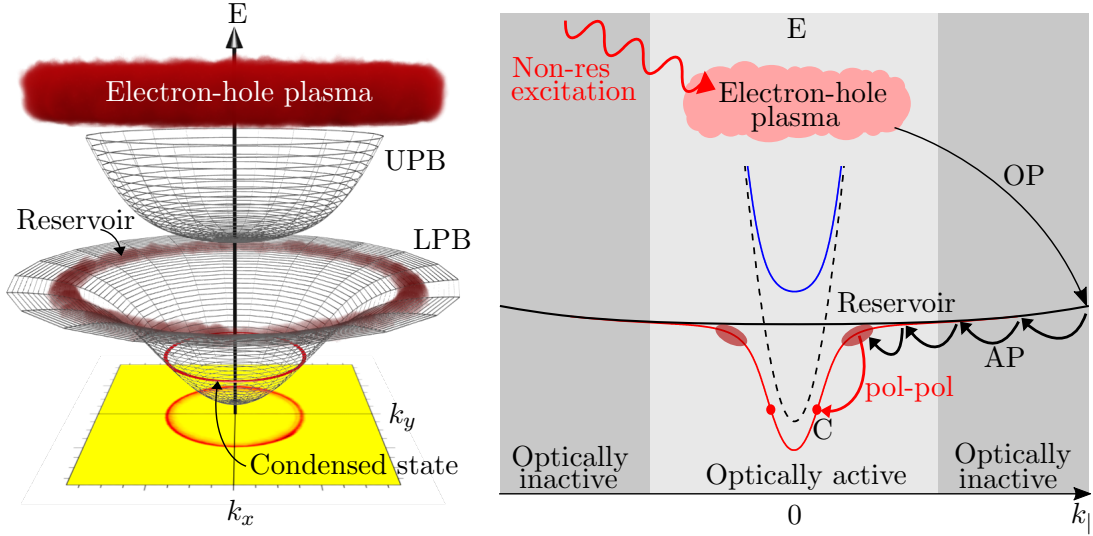 E
Electron-hole plasma
UPB
Reservoir
LPB
k_y
Condensed state
k_x
E
Non-res
excitation
Electron-hole
plasma
OP
Reservoir
AP
pol-pol
C
Optically
inactive
Optically active
Optically
inactive
0
k_|